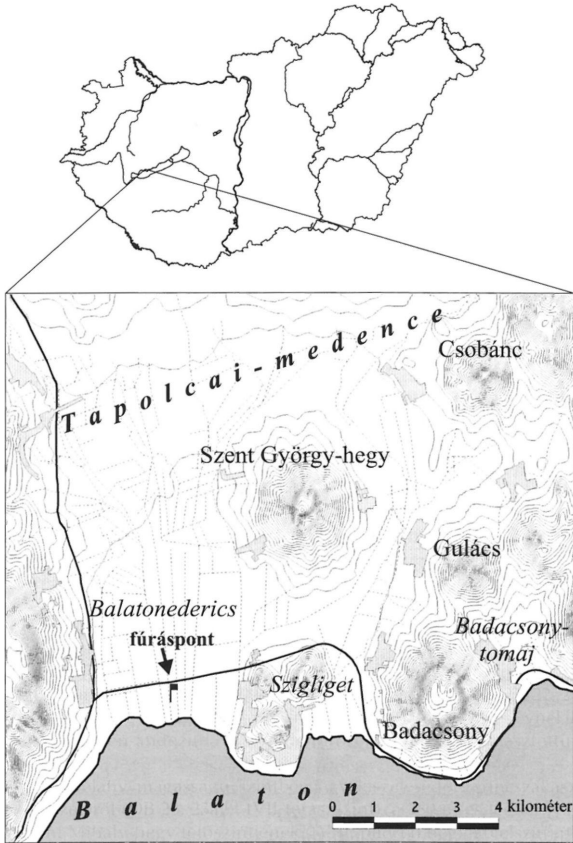 Tapolcai-medence
Csobánc
Szent György-hegy
Gulács
Balatonederics
fúráspont
Badacsony-
tomaj
Szigliget
Badacsony
Balaton
0 1 2 3 4 kilométer